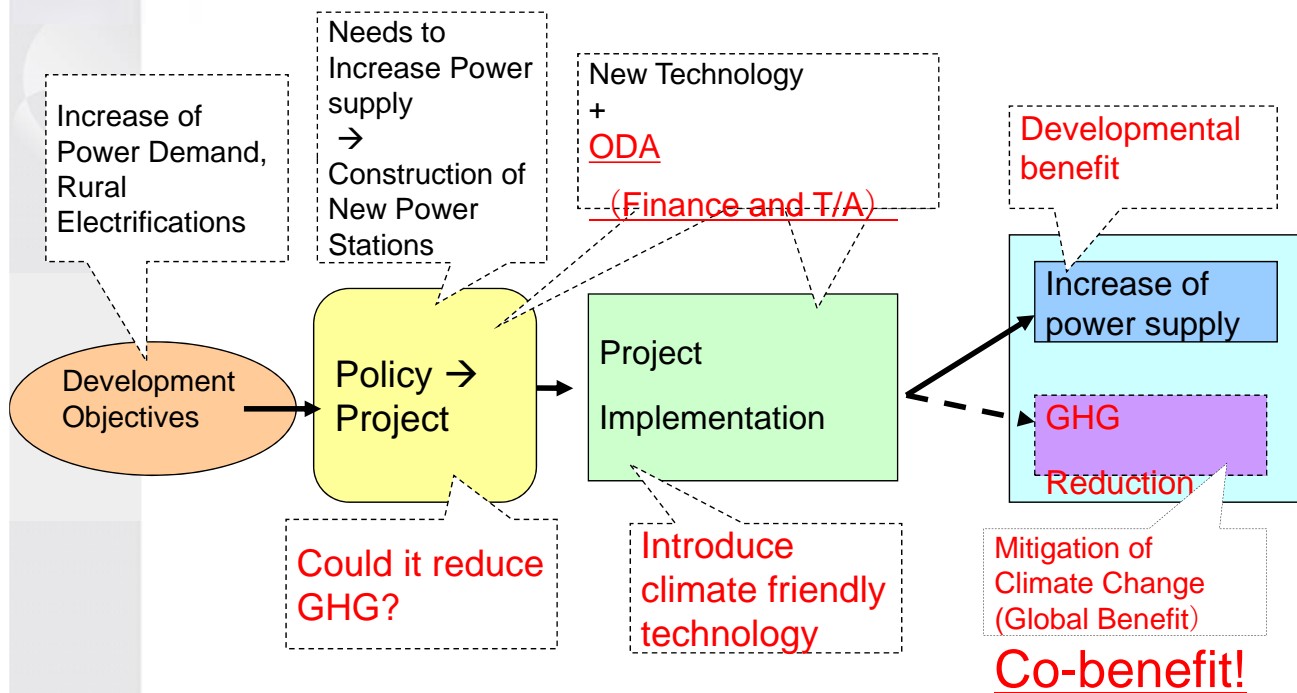 Needs to
Increase Power
supply
→
Construction of
New Power
Stations
New Technology
+
ODA
（Finance and T/A）
Increase of
Power Demand,
Rural
Electrifications
Developmental
benefit
Development
Objectives
Policy →
Project
Project
Implementation
Increase of
power supply
GHG
Reduction
Could it reduce
GHG?
Introduce
climate friendly
technology
Mitigation of
Climate Change
(Global Benefit）
Co-benefit!